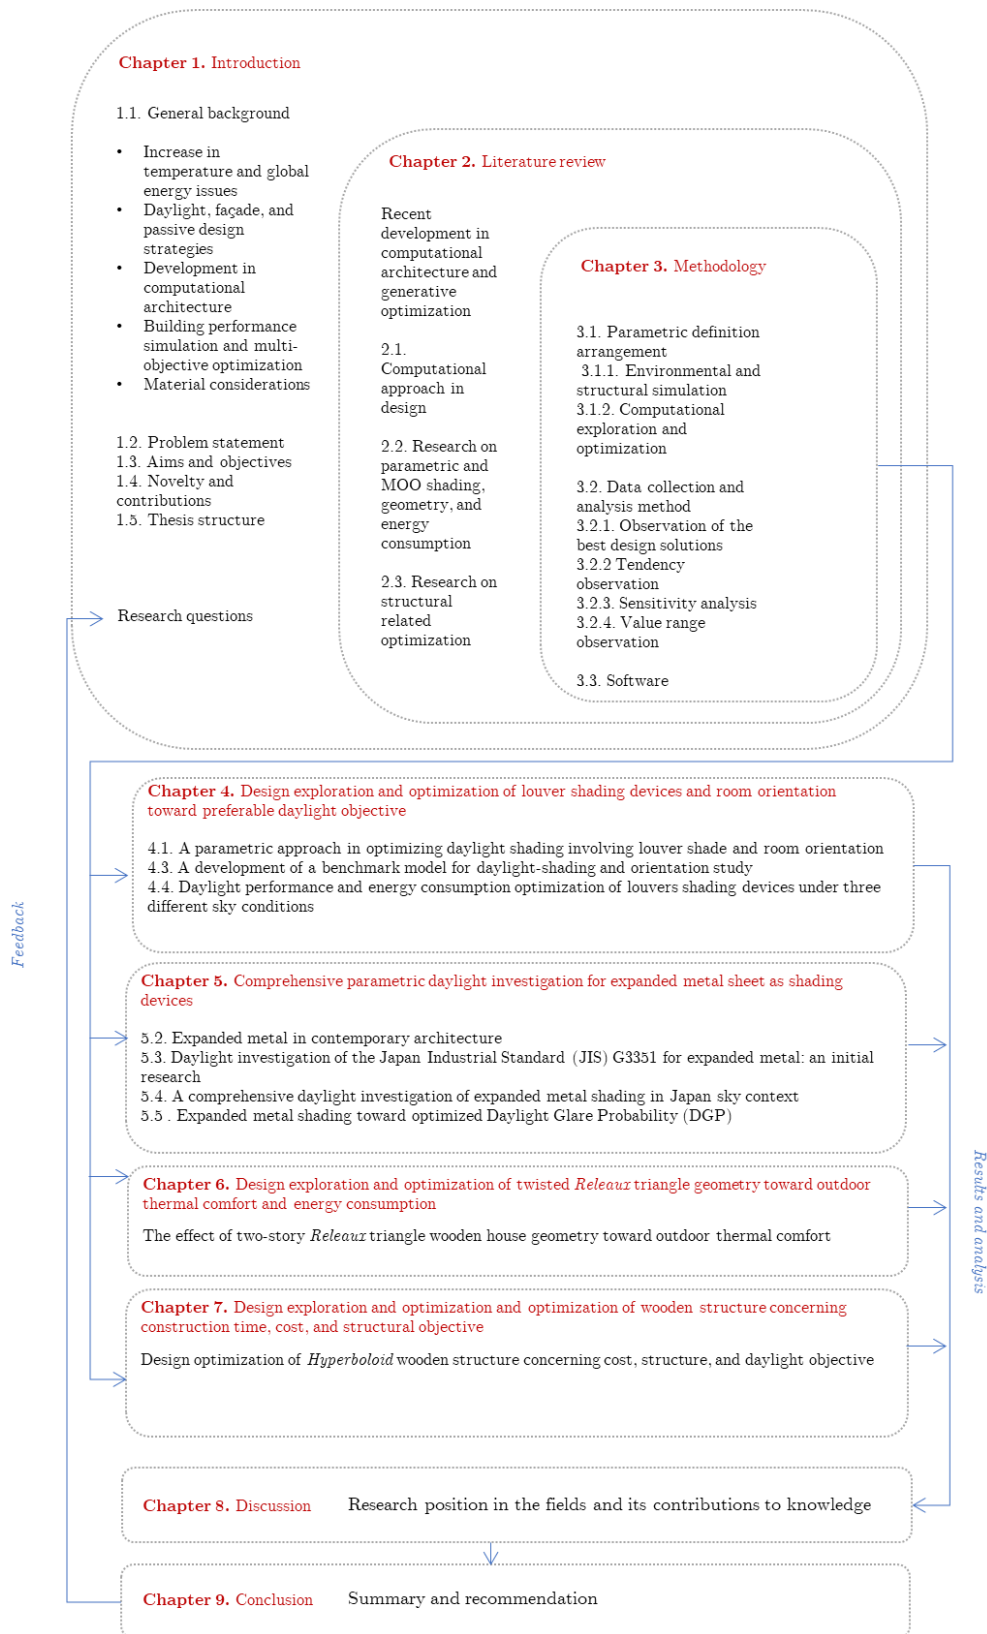 Chapter 1. Introduction
1.1. General background
• Increase in
temperature and global
energy issues
• Daylight, façade, and
passive design
strategies
• Development in
computational
architecture
• Building performance
simulation and multi-
objective optimization
• Material considerations
1.2. Problem statement
1.3. Aims and objectives
1.4. Novelty and
contributions
1.5. Thesis structure
Research questions
Chapter 2. Literature review
Recent
development in
computational
architecture and
generative
optimization
2.1.
Computational
approach in
design
2.2. Research on
parametric and
MOO shading,
geometry, and
energy
consumption
2.3. Research on
structural
related
optimization
Chapter 3. Methodology
3.1. Parametric definition
arrangement
3.1.1. Environmental and
structural simulation
3.1.2. Computational
exploration and
optimization
3.2. Data collection and
analysis method
3.2.1. Observation of the
best design solutions
3.2.2 Tendency
observation
3.2.3. Sensitivity analysis
3.2.4. Value range
observation
3.3. Software
Chapter 4. Design exploration and optimization of louver shading devices and room orientation
toward preferable daylight objective
4.1. A parametric approach in optimizing daylight shading involving louver shade and room orientation
4.3. A development of a benchmark model for daylight-shading and orientation study
4.4. Daylight performance and energy consumption optimization of louvers shading devices under three
different sky conditions
Feedback
Chapter 5. Comprehensive parametric daylight investigation for expanded metal sheet as shading
devices
5.2. Expanded metal in contemporary architecture
5.3. Daylight investigation of the Japan Industrial Standard (JIS) G3351 for expanded metal: an initial
research
5.4. A comprehensive daylight investigation of expanded metal shading in Japan sky context
5.5 . Expanded metal shading toward optimized Daylight Glare Probability (DGP)
Chapter 6. Design exploration and optimization of twisted Releaux triangle geometry toward outdoor
thermal comfort and energy consumption
The effect of two-story Releaux triangle wooden house geometry toward outdoor thermal comfort
Results and analysis
Chapter 7. Design exploration and optimization and optimization of wooden structure concerning
construction time, cost, and structural objective
Design optimization of Hyperboloid wooden structure concerning cost, structure, and daylight objective
Chapter 8. Discussion Research position in the fields and its contributions to knowledge
Chapter 9. Conclusion Summary and recommendation